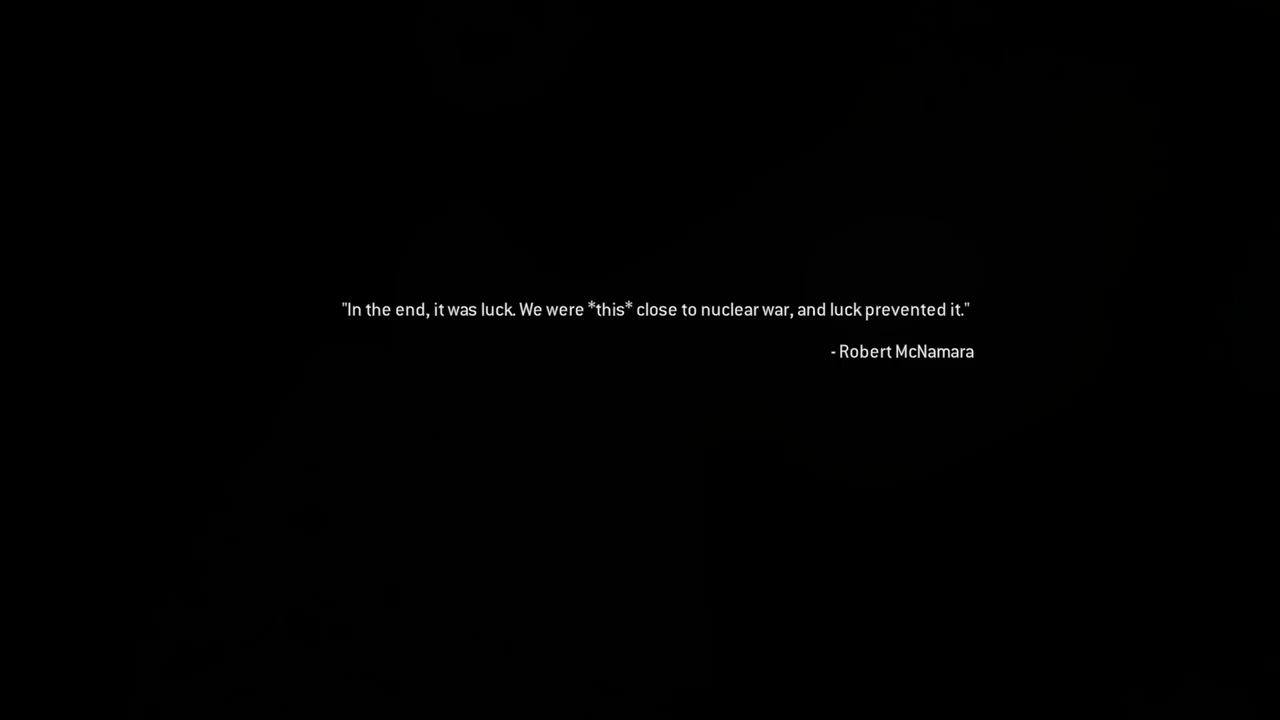 "In the end, it was luck. We were *this* close to nuclear war, and luck prevented it."
- Robert McNamara